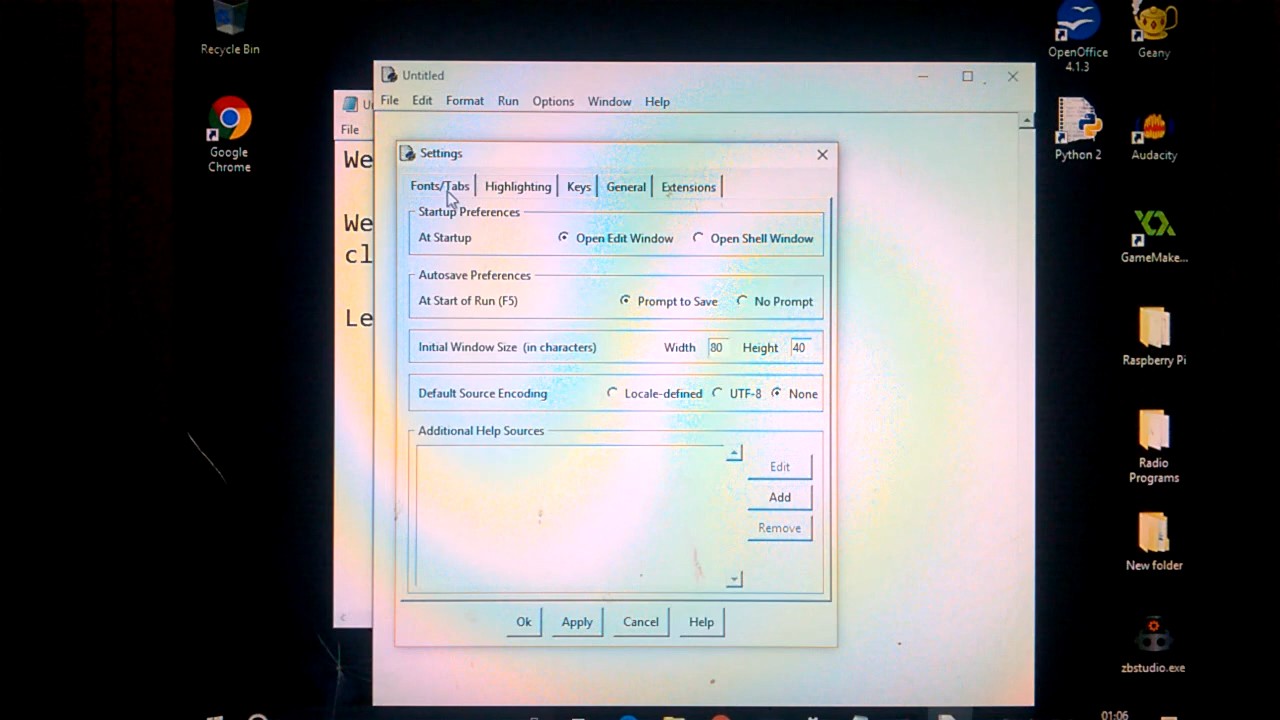 Recycle Bin
Google
Chrome
OpenOffice
4.1.3
Geany
Python 2
Audacity
GameMake...
Raspberry Pi
Radio
Programs
New folder
zbstudio.exe
File
We
We
cl
Le
Untitled
File Edit Format Run Options Window Help
Settings
Fonts/Tabs Highlighting Keys General Extensions
Startup Preferences
At Startup Open Edit Window Open Shell Window
Autosave Preferences
At Start of Run (F5) Prompt to Save No Prompt
Initial Window Size (in characters) Width 80 Height 40
Default Source Encoding Locale-defined UTF-8 None
Additional Help Sources
Edit
Add
Remove
Ok Apply Cancel Help
01:06